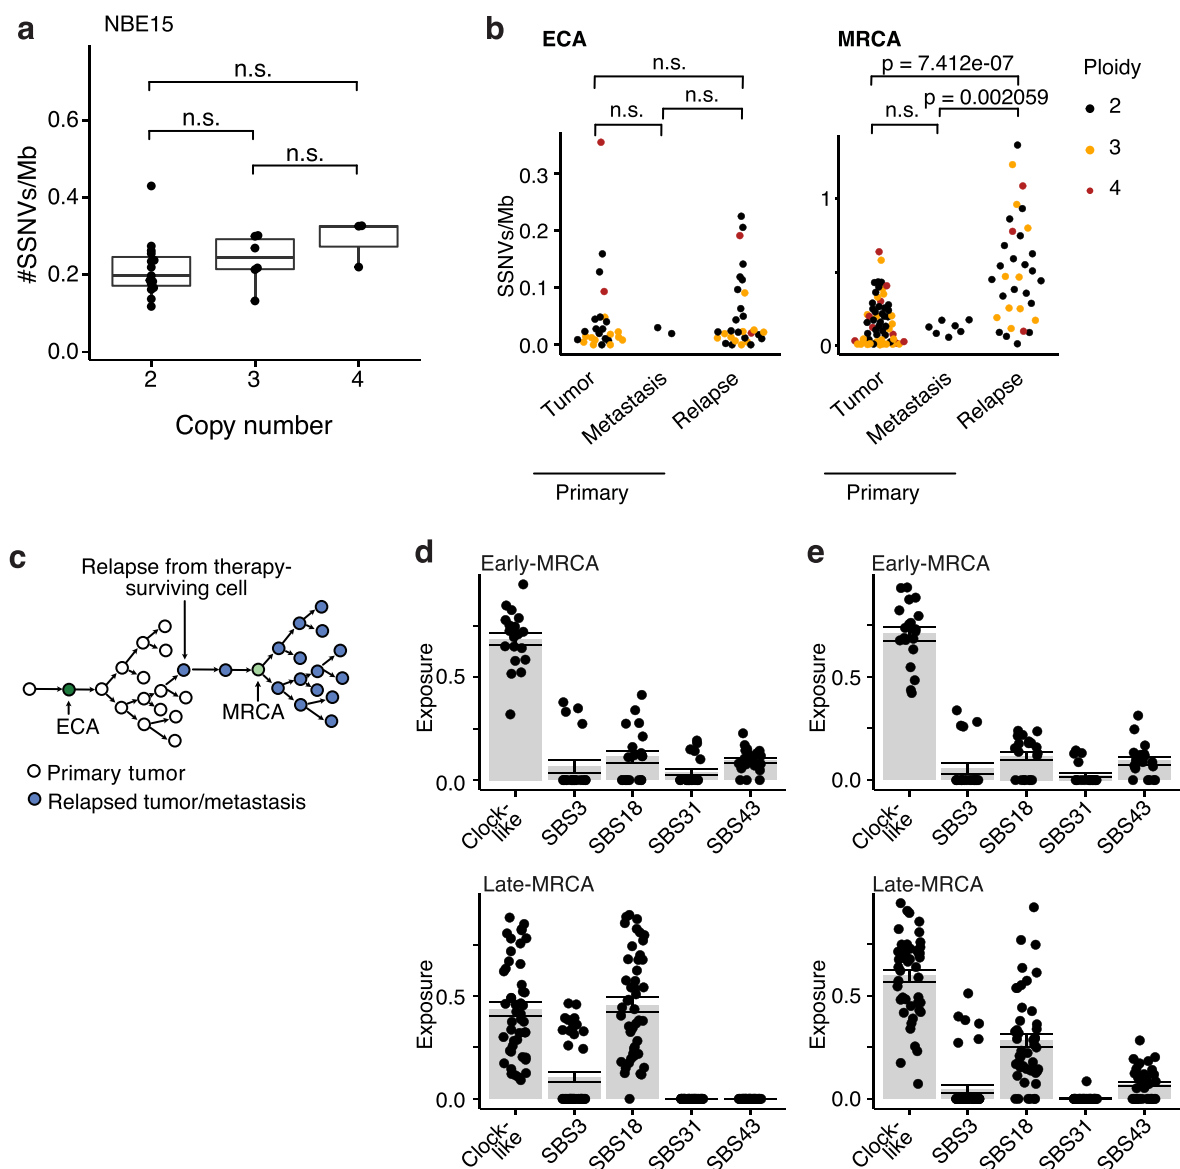 a
NBE15
#SSNVs/Mb
0.6
0.4
0.2
0.0
n.s.
n.s.
n.s.
2
3
4
Copy number
b
ECA
SSNVs/Mb
0.3
0.2
0.1
0.0
n.s.
n.s.
n.s.
Tumor
Metastasis
Relapse
Primary
MRCA
p = 7.412e-07
p = 0.002059
n.s.
1
0
Tumor
Metastasis
Relapse
Primary
Ploidy
2
3
4
c
Relapse from therapy-
surviving cell
ECA
MRCA
Primary tumor
Relapsed tumor/metastasis
d
Early-MRCA
Exposure
0.5
0.0
Clock-
like
SBS3
SBS18
SBS31
SBS43
Late-MRCA
Exposure
0.5
0.0
Clock-
like
SBS3
SBS18
SBS31
SBS43
e
Early-MRCA
Exposure
0.5
0.0
Clock-
like
SBS3
SBS18
SBS31
SBS43
Late-MRCA
Exposure
0.5
0.0
Clock-
like
SBS3
SBS18
SBS31
SBS43